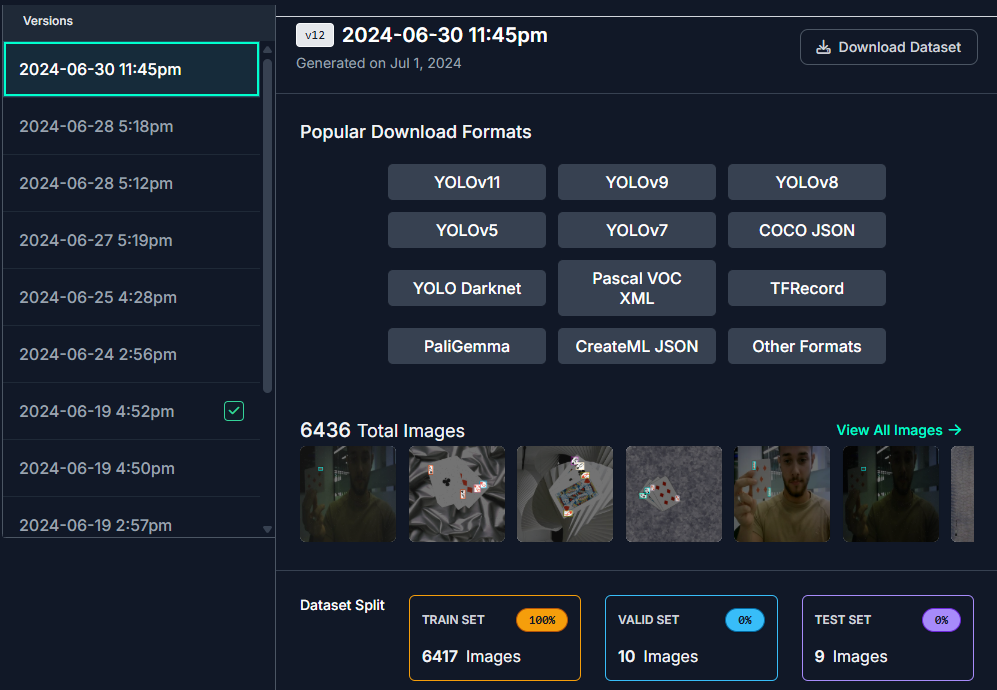 Versions
2024-06-30 11:45pm
2024-06-28 5:18pm
2024-06-28 5:12pm
2024-06-27 5:19pm
2024-06-25 4:28pm
2024-06-24 2:56pm
2024-06-19 4:52pm
2024-06-19 4:50pm
2024-06-19 2:57pm
v12 2024-06-30 11:45pm
Generated on Jul 1, 2024
Download Dataset
Popular Download Formats
YOLOv11 YOLOv9 YOLOv8
YOLOv5 YOLOv7 COCO JSON
YOLO Darknet Pascal VOC XML TFRecord
PaliGemma CreateML JSON Other Formats
6436 Total Images
View All Images →
Dataset Split
TRAIN SET 100%
6417 Images
VALID SET 0%
10 Images
TEST SET 0%
9 Images